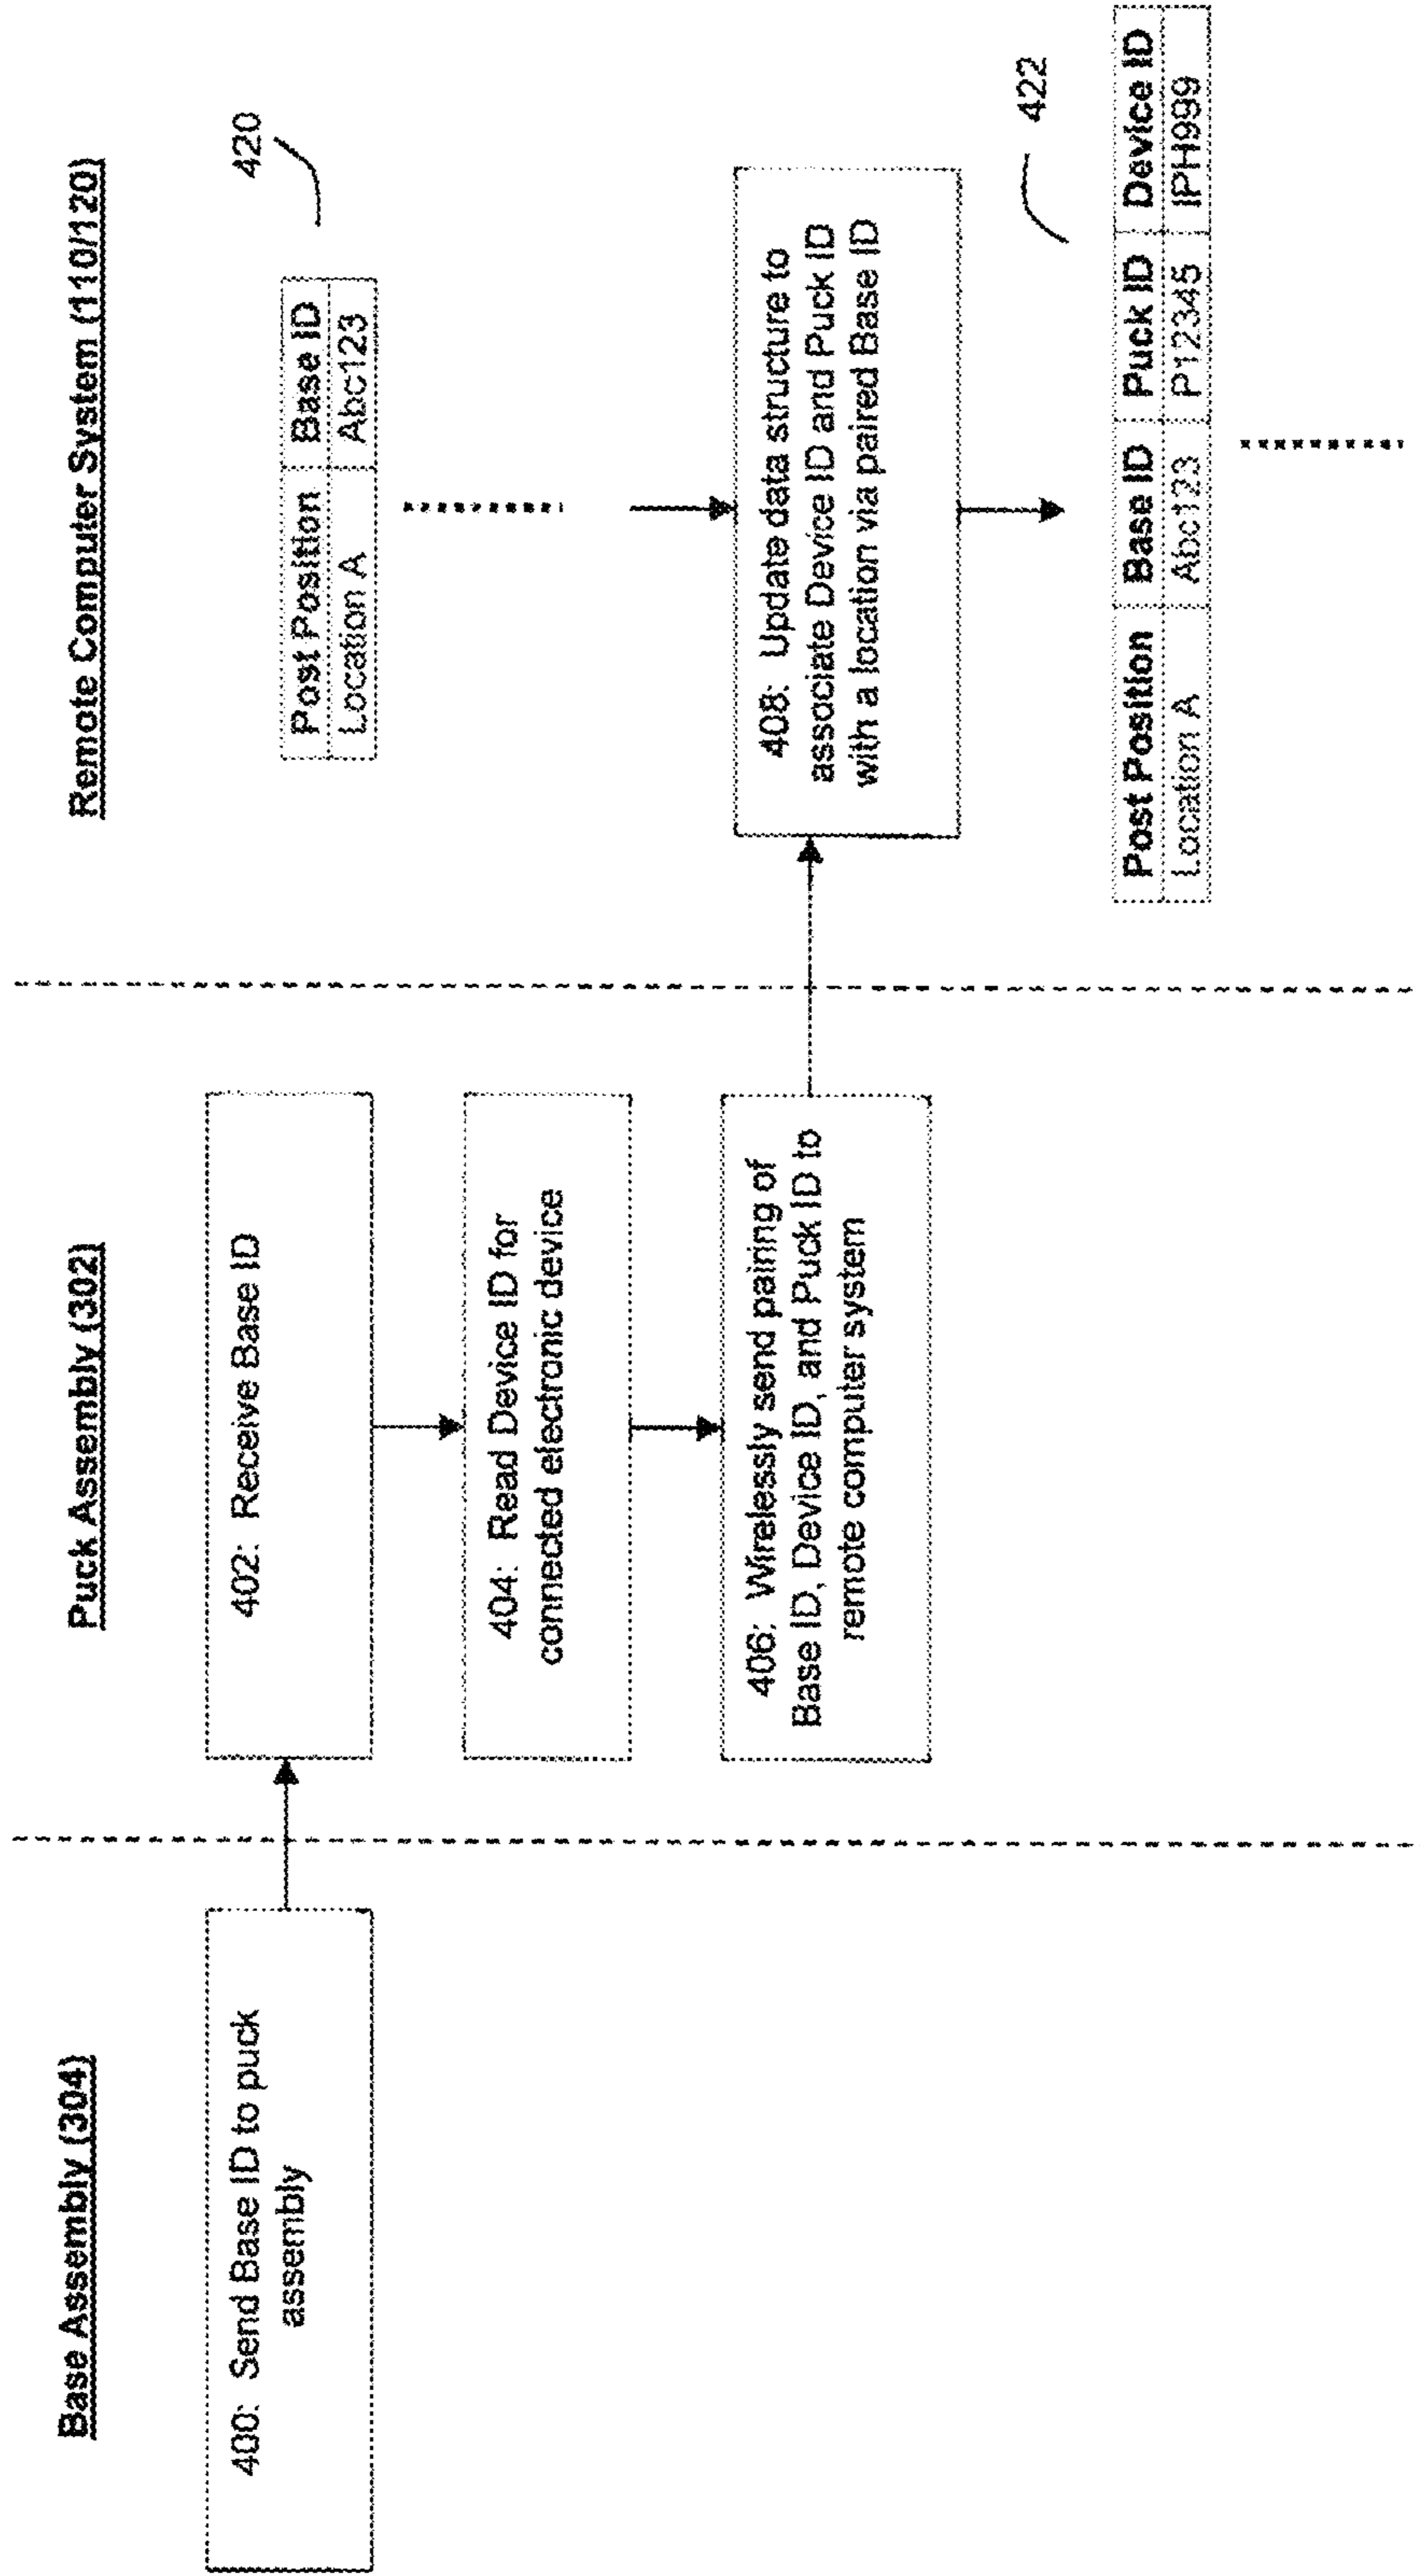 Base Assembly (304)
400: Send Base ID to puck
assembly
Puck Assembly (302)
402: Receive Base ID
404: Read Device ID for
connected electronic device
406: Wirelessly send pairing of
Base ID, Device ID, and Puck ID to
remote computer system
Remote Computer System (110/120)
420
Post Position Base ID
Location A Abc123
408: Update data structure to
associate Device ID and Puck ID
with a location via paired Base ID
422
Post Position Base ID Puck ID Device ID
Location A Abc123 P12345 IPH999